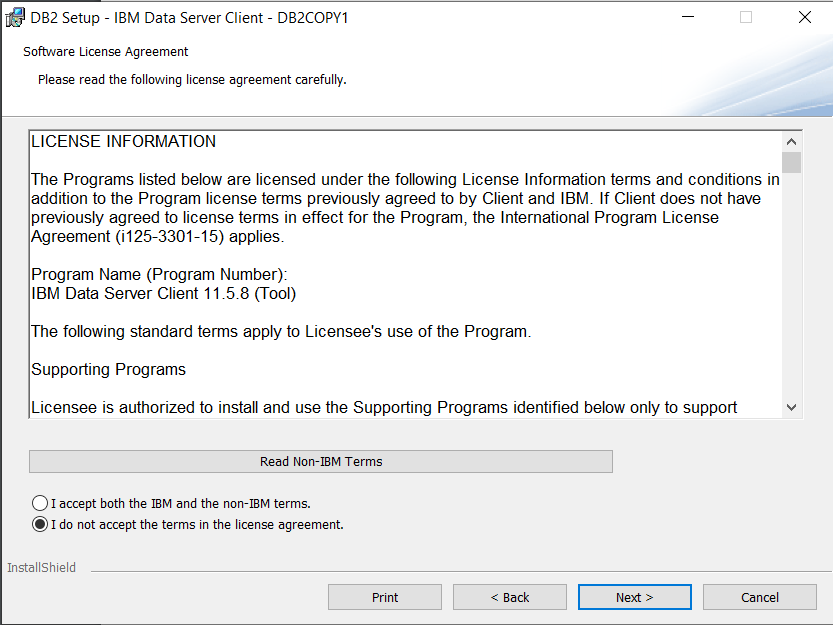 DB2 Setup - IBM Data Server Client - DB2COPY1
Software License Agreement
Please read the following license agreement carefully.
LICENSE INFORMATION
The Programs listed below are licensed under the following License Information terms and conditions in
addition to the Program license terms previously agreed to by Client and IBM. If Client does not have
previously agreed to license terms in effect for the Program, the International Program License
Agreement (i125-3301-15) applies.
Program Name (Program Number):
IBM Data Server Client 11.5.8 (Tool)
The following standard terms apply to Licensee's use of the Program.
Supporting Programs
Licensee is authorized to install and use the Supporting Programs identified below only to support
Read Non-IBM Terms
I accept both the IBM and the non-IBM terms.
I do not accept the terms in the license agreement.
InstallShield
Print
< Back
Next >
Cancel